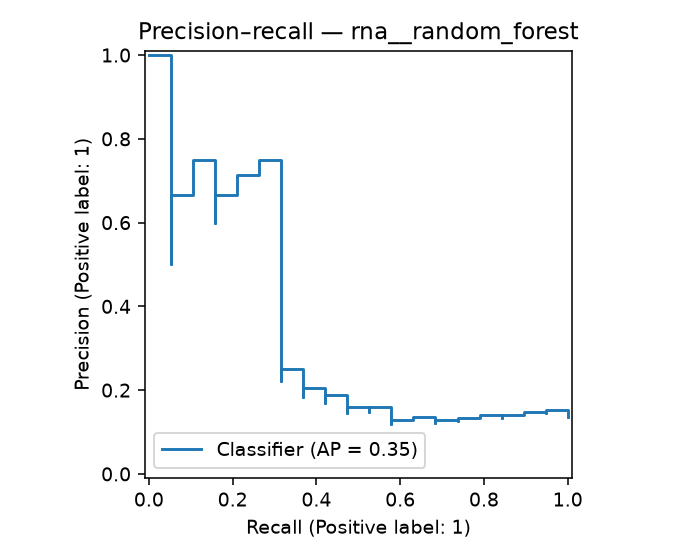 Precision–recall — rna__random_forest
Precision (Positive label: 1)
1.0
0.8
0.6
0.4
0.2
0.0
Classifier (AP = 0.35)
0.0 0.2 0.4 0.6 0.8 1.0
Recall (Positive label: 1)